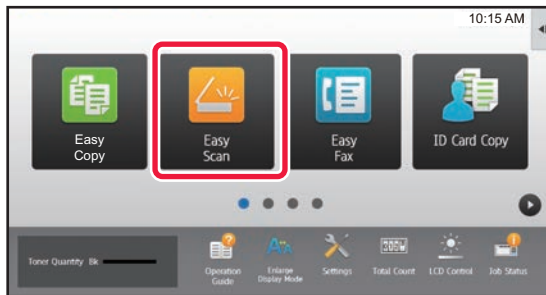 10:15 AM
Easy
Copy
Easy
Scan
Easy
Fax
ID Card Copy
Toner Quantity Bk
Operation
Guide
Enlarge
Display Mode
Settings
Total Count
LCD Control
Job Status